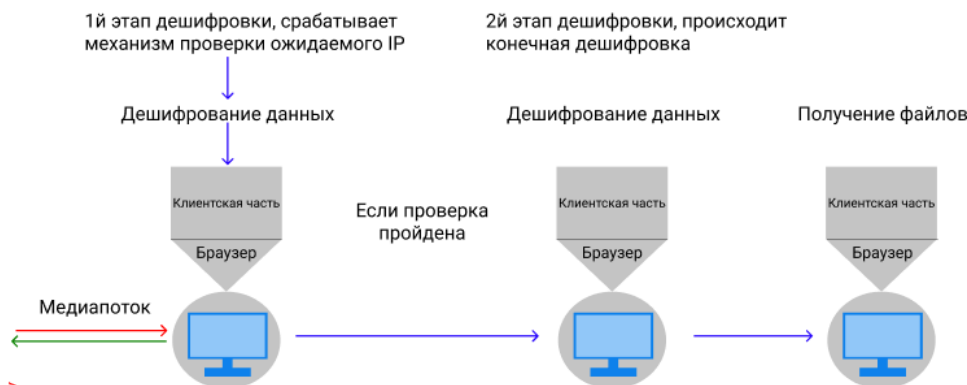 1й этап дешифровки, срабатывает
механизм проверки ожидаемого IP
2й этап дешифровки, происходит
конечная дешифровка
Дешифрование данных
Дешифрование данных
Получение файлов
Клиентская часть
Браузер
Если проверка
пройдена
Клиентская часть
Браузер
Клиентская часть
Браузер
Медиапоток